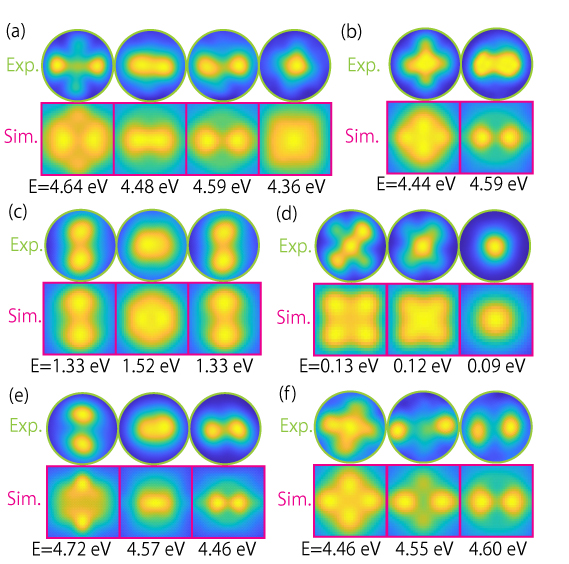 (a)
Exp.
Sim.
E=4.64 eV 4.48 eV 4.59 eV 4.36 eV
(b)
Exp.
Sim.
E=4.44 eV 4.59 eV
(c)
Exp.
Sim.
E=1.33 eV 1.52 eV 1.33 eV
(d)
Exp.
Sim.
E=0.13 eV 0.12 eV 0.09 eV
(e)
Exp.
Sim.
E=4.72 eV 4.57 eV 4.46 eV
(f)
Exp.
Sim.
E=4.46 eV 4.55 eV 4.60 eV